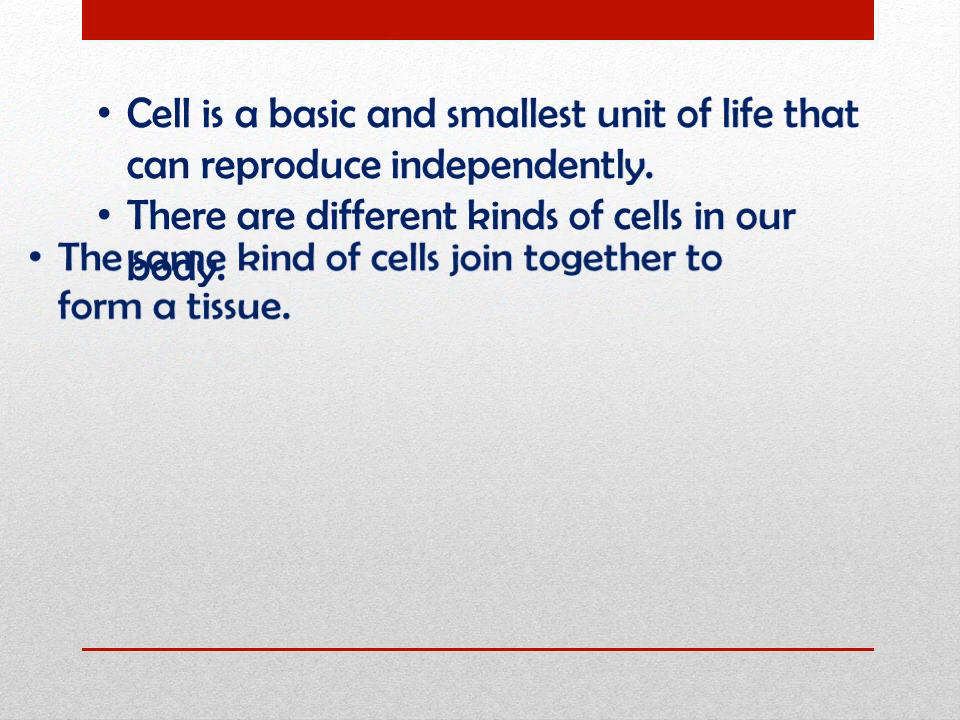 • Cell is a basic and smallest unit of life that
can reproduce independently.
• There are different kinds of cells in our
body.
• The same kind of cells join together to
form a tissue.